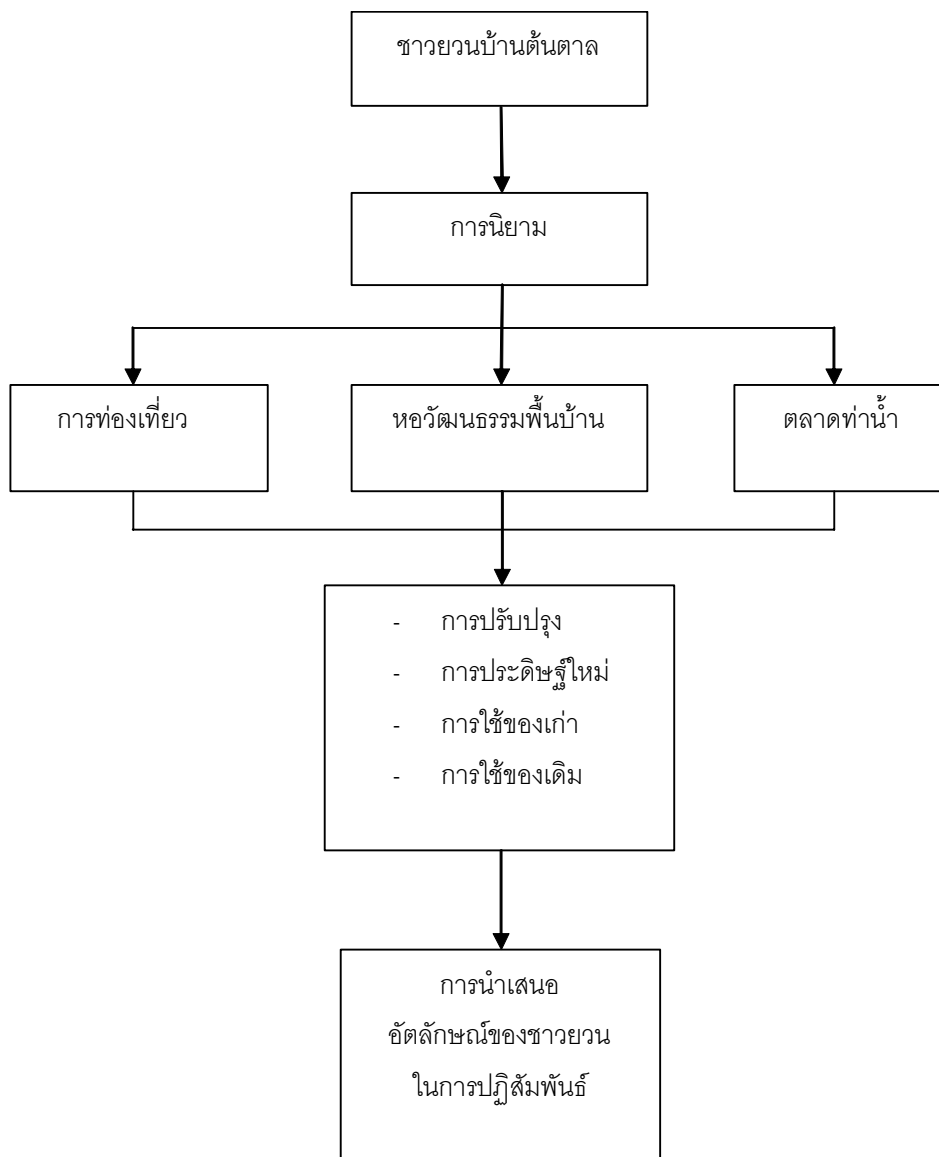 ชาวยวนบ้านต้นตาล
การนิยาม
การท่องเที่ยว
หอวัฒนธรรมพื้นบ้าน
ตลาดท่าน้ำ
- การปรับปรุง
- การประดิษฐ์ใหม่
- การใช้ของเก่า
- การใช้ของเดิม
การนำเสนอ
อัตลักษณ์ของชาวยวน
ในการปฏิสัมพันธ์